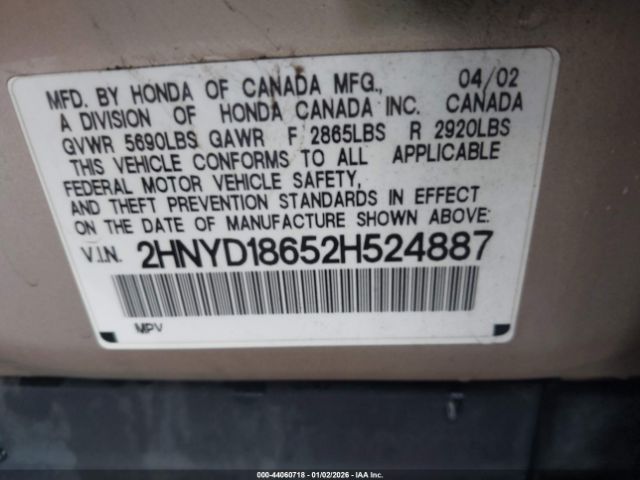 MFD. BY HONDA OF CANADA MFG., 04/02
A DIVISION OF HONDA CANADA INC. CANADA
GVWR 5690LBS GAWR F 2865LBS R 2920LBS
THIS VEHICLE CONFORMS TO ALL APPLICABLE
FEDERAL MOTOR VEHICLE SAFETY,
AND THEFT PREVENTION STANDARDS IN EFFECT
ON THE DATE OF MANUFACTURE SHOWN ABOVE:
V.I.N. 2HNYD18652H524887
MPV
000-44060718 | 01/02/2026 | IAA Inc.